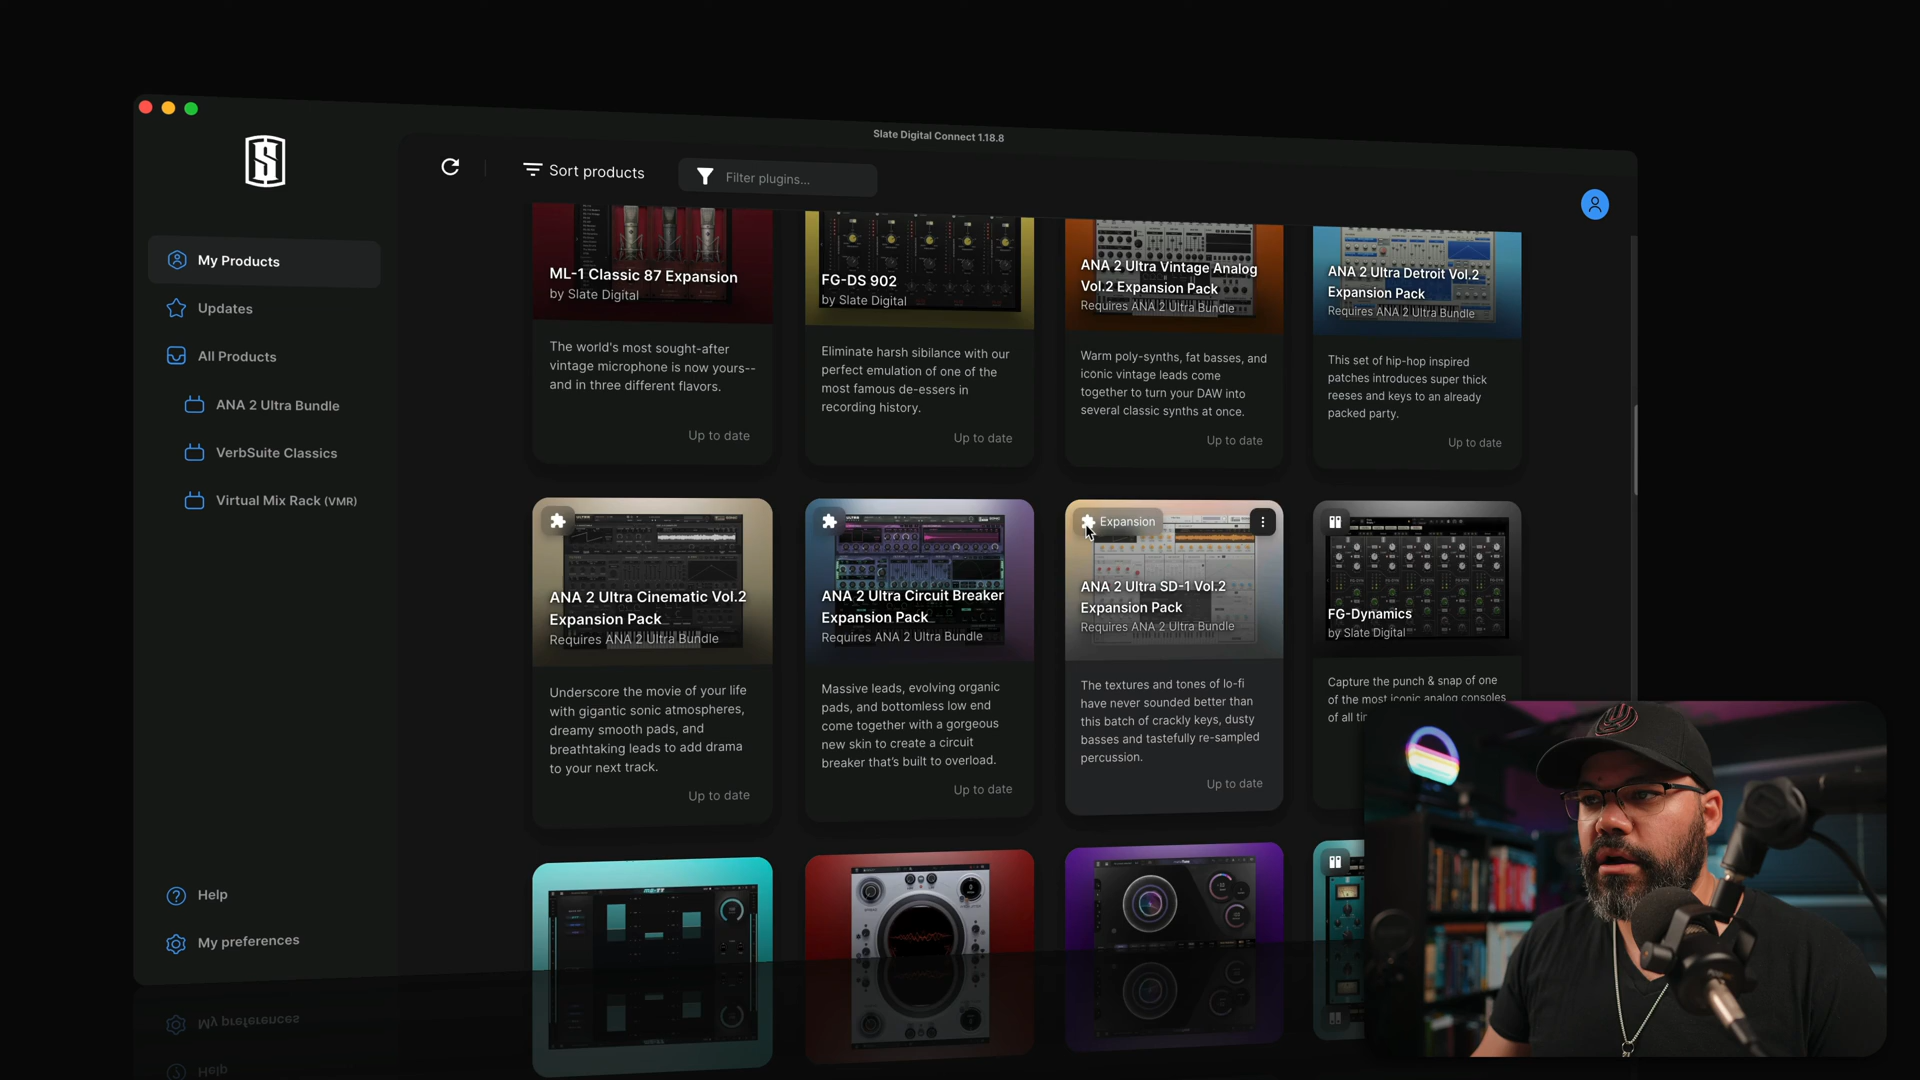 Slate Digital Connect 1.18.8
Sort products
Filter plugins...
My Products
Updates
All Products
ANA 2 Ultra Bundle
VerbSuite Classics
Virtual Mix Rack (VMR)
Help
My preferences
ML-1 Classic 87 Expansion
by Slate Digital
The world's most sought-after
vintage microphone is now yours--
and in three different flavors.
Up to date
FG-DS 902
by Slate Digital
Eliminate harsh sibilance with our
perfect emulation of one of the
most famous de-essers in
recording history.
Up to date
ANA 2 Ultra Vintage Analog
Vol.2 Expansion Pack
Requires ANA 2 Ultra Bundle
Warm poly-synths, fat basses, and
iconic vintage leads come
together to turn your DAW into
several classic synths at once.
Up to date
ANA 2 Ultra Detroit Vol.2
Expansion Pack
Requires ANA 2 Ultra Bundle
This set of hip-hop inspired
patches introduces super thick
reeses and keys to an already
packed party.
Up to date
ANA 2 Ultra Cinematic Vol.2
Expansion Pack
Requires ANA 2 Ultra Bundle
Underscore the movie of your life
with gigantic sonic atmospheres,
dreamy smooth pads, and
breathtaking leads to add drama
to your next track.
Up to date
ANA 2 Ultra Circuit Breaker
Expansion Pack
Requires ANA 2 Ultra Bundle
Massive leads, evolving organic
pads, and bottomless low end
come together with a gorgeous
new skin to create a circuit
breaker that's built to overload.
Up to date
Expansion
ANA 2 Ultra SD-1 Vol.2
Expansion Pack
Requires ANA 2 Ultra Bundle
The textures and tones of lo-fi
have never sounded better than
this batch of crackly keys, dusty
basses and tastefully re-sampled
percussion.
Up to date
FG-Dynamics
by Slate Digital
Capture the punch & snap of one
of the most iconic analog consoles
of all
My preferences
Help